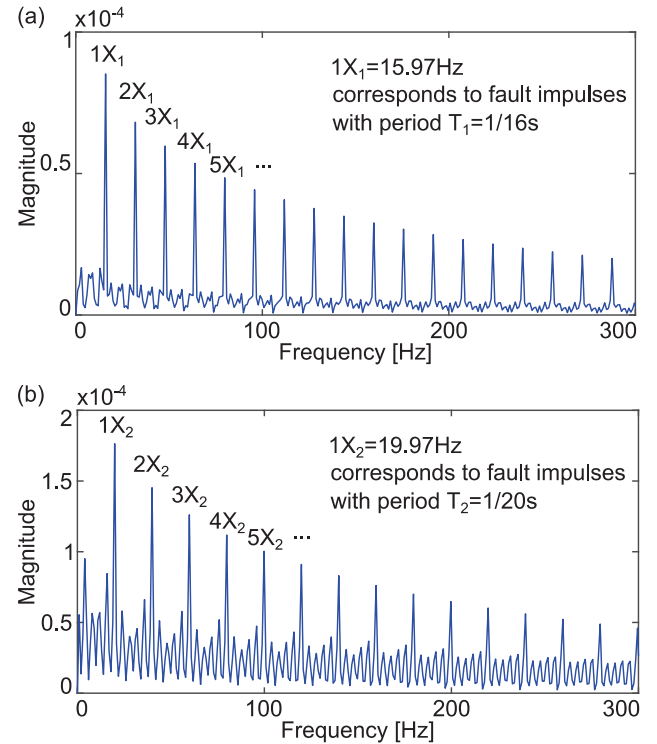 (a)
x10⁻⁴
1
0.5
0
Magnitude
1X₁
2X₁
3X₁
4X₁
5X₁ ...
1X₁=15.97Hz
corresponds to fault impulses
with period T₁=1/16s
0 100 200 300
Frequency [Hz]
(b)
x10⁻⁴
2
1.5
1
0.5
0
Magnitude
1X₂
2X₂
3X₂
4X₂
5X₂ ...
1X₂=19.97Hz
corresponds to fault impulses
with period T₂=1/20s
0 100 200 300
Frequency [Hz]